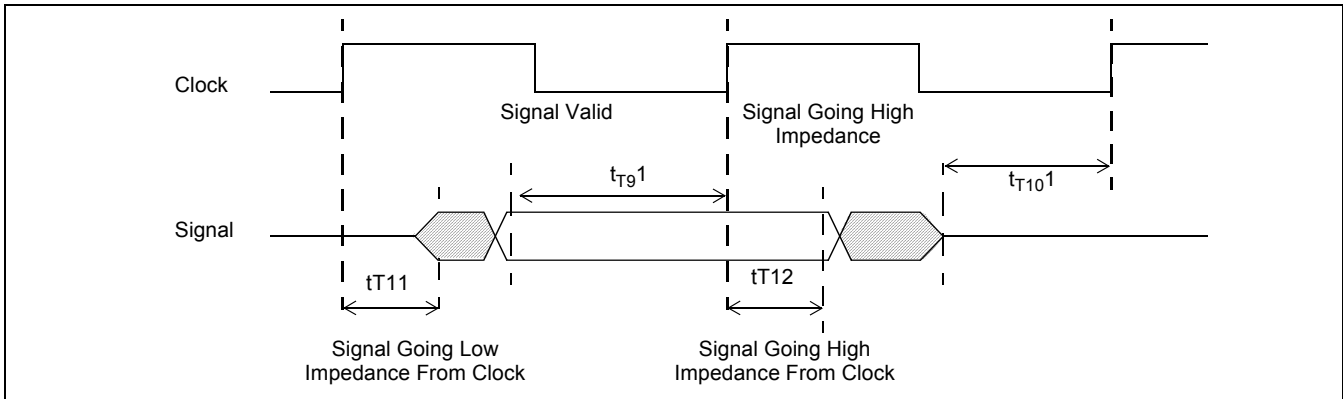 Clock
Signal Valid
Signal Going High
Impedance
tT91
tT101
Signal
tT11
tT12
Signal Going Low
Impedance From Clock
Signal Going High
Impedance From Clock